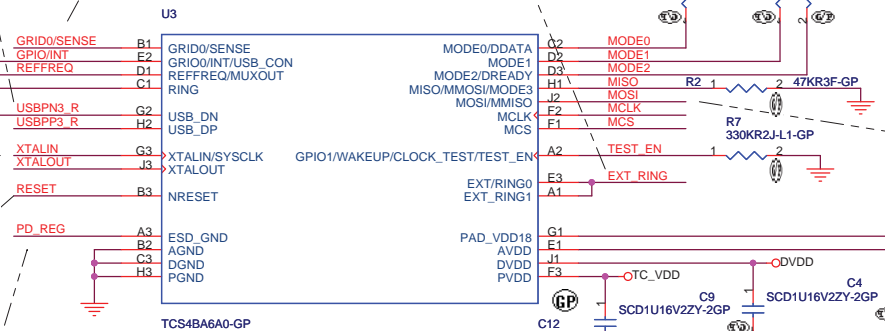 U3
GRID0/SENSE B1 GRID0/SENSE MODE0/DDATA C2 MODE0
GPIO/INT E2 GPIO0/INT/USB_CON MODE1 D2 MODE1
REFFREQ D1 REFFREQ/MUXOUT MODE2/DREADY D3 MODE2
C1 RING MISO/MMOSI/MODE3 H1 MISO R2 1 2 47KR3F-GP
MOSI/MMISO J2 MOSI
USBPN3_R G2 USB_DN MCLK F2 MCLK
USBPP3_R H2 USB_DP MCS F1 MCS
R7
330KR2J-L1-GP
XTALIN G3 XTALIN/SYSCLK GPIO1/WAKEUP/CLOCK_TEST/TEST_EN A2 TEST_EN 1 2
XTALOUT J3 XTALOUT
EXT/RING0 E3 EXT_RING
RESET B3 NRESET EXT_RING1 A1
PD_REG A3 ESD_GND PAD_VDD18 G1
B2 AGND AVDD E1
C3 DGND DVDD J1 DVDD
H3 PGND PVDD F3 TC_VDD
C9 SCD1U16V2ZY-2GP
C4 SCD1U16V2ZY-2GP
GP
1
1
TCS4BA6A0-GP C12